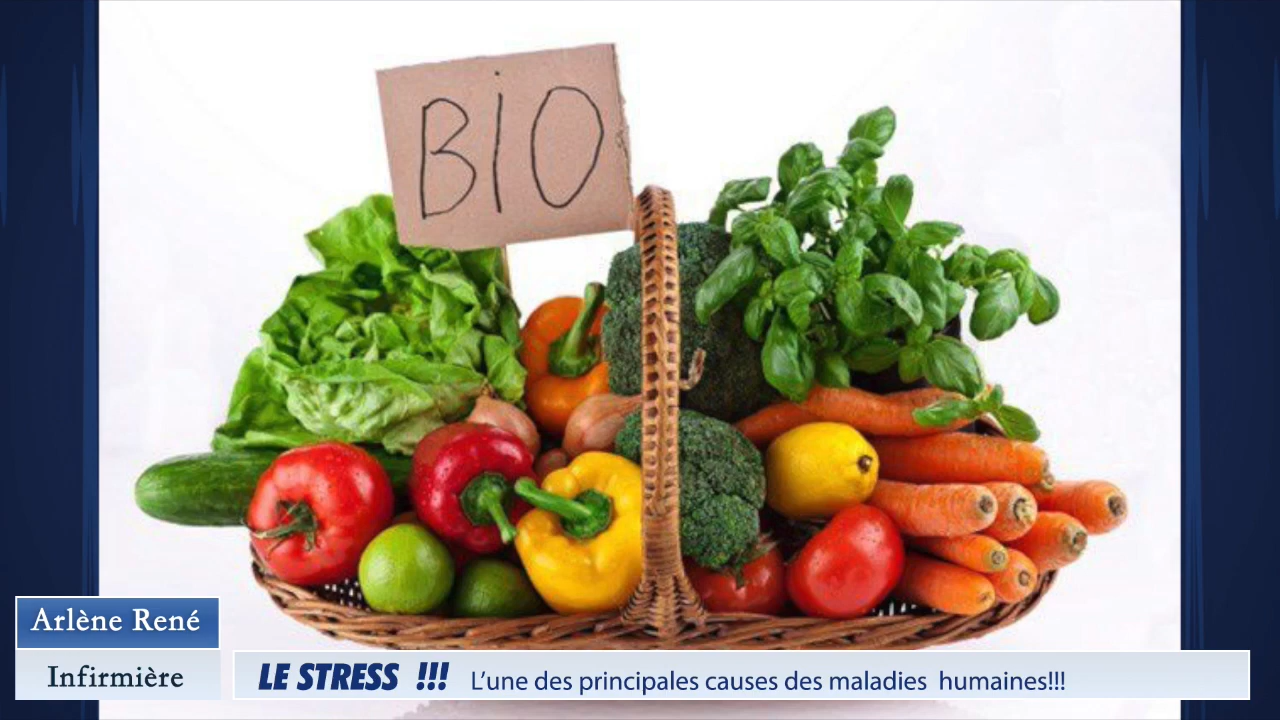 BIO
Arlène René
Infirmière
LE STRESS !!! L'une des principales causes des maladies humaines!!!